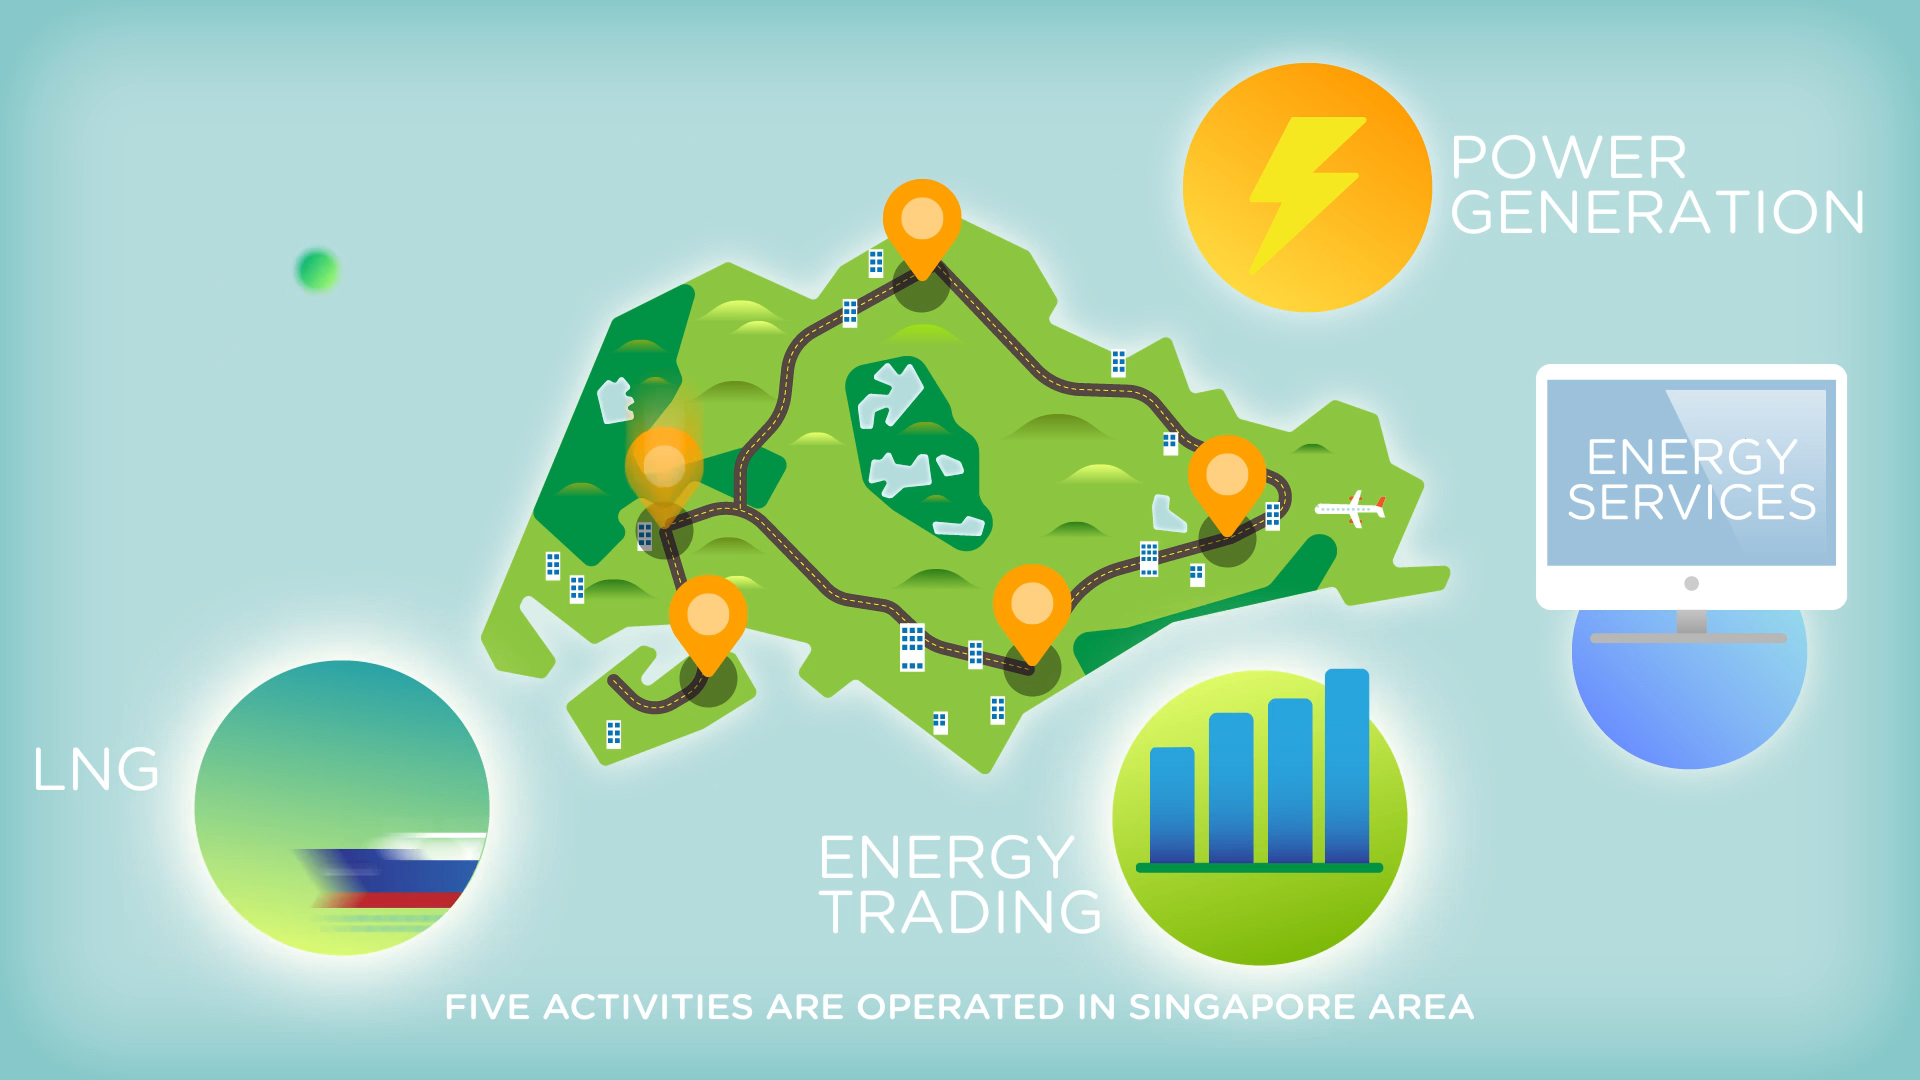 POWER
GENERATION
ENERGY
SERVICES
LNG
ENERGY
TRADING
FIVE ACTIVITIES ARE OPERATED IN SINGAPORE AREA